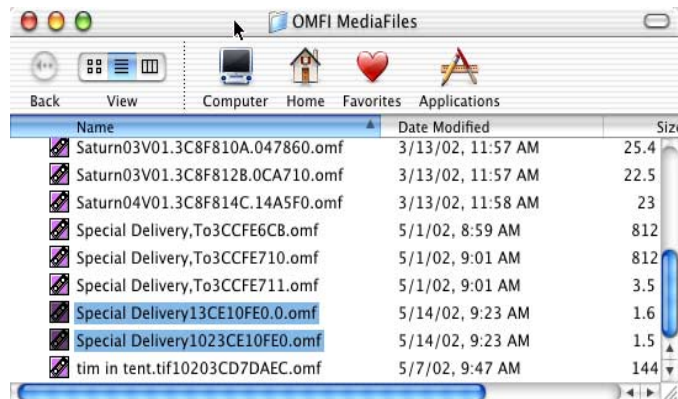 OMFI MediaFiles
Back View Computer Home Favorites Applications
Name Date Modified Siz
Saturn03V01.3C8F810A.047860.omf 3/13/02, 11:57 AM 25.4
Saturn03V01.3C8F812B.0CA710.omf 3/13/02, 11:57 AM 22.5
Saturn04V01.3C8F814C.14A5F0.omf 3/13/02, 11:58 AM 23
Special Delivery,To3CCFE6CB.omf 5/1/02, 8:59 AM 812
Special Delivery,To3CCFE710.omf 5/1/02, 9:01 AM 812
Special Delivery,To3CCFE711.omf 5/1/02, 9:01 AM 3.5
Special Delivery13CE10FE0.0.omf 5/14/02, 9:23 AM 1.6
Special Delivery1023CE10FE0.omf 5/14/02, 9:23 AM 1.5
tim in tent.tif10203CD7DAEC.omf 5/7/02, 9:47 AM 144